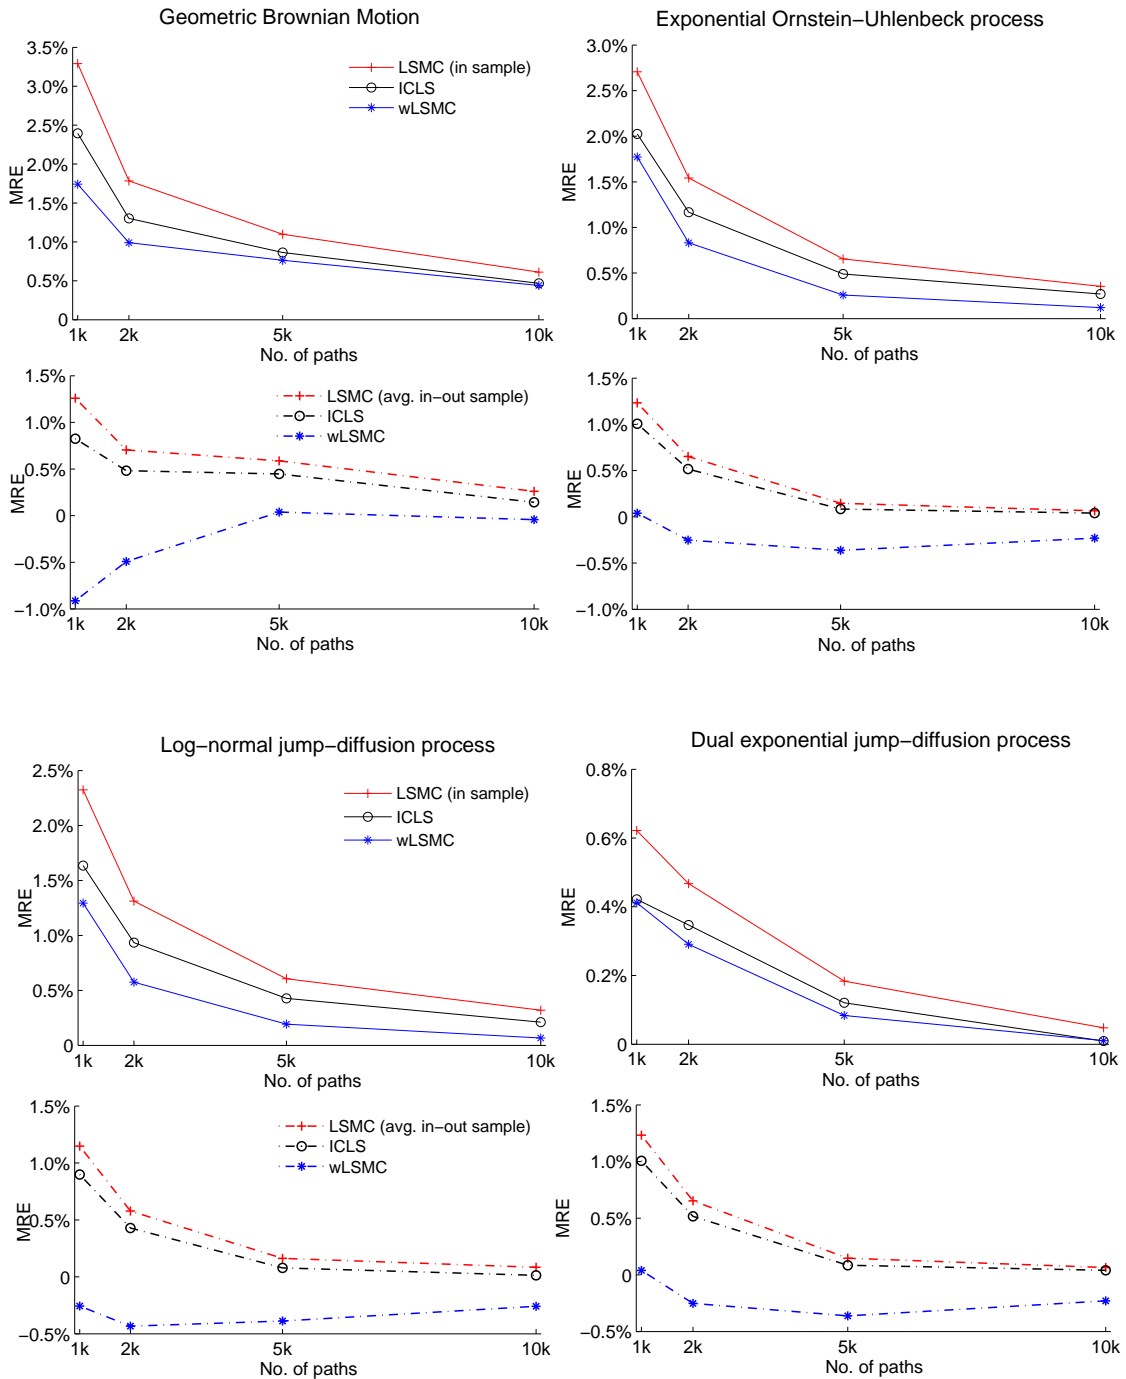 Geometric Brownian Motion
3.5%
3.0%
2.5%
2.0%
1.5%
1.0%
0.5%
0
MRE
LSMC (in sample)
ICLS
wLSMC
1k 2k 5k 10k
No. of paths
Exponential Ornstein−Uhlenbeck process
3.0%
2.5%
2.0%
1.5%
1.0%
0.5%
0
MRE
1k 2k 5k 10k
No. of paths
1.5%
1.0%
0.5%
0
−0.5%
−1.0%
MRE
LSMC (avg. in−out sample)
ICLS
wLSMC
1k 2k 5k 10k
No. of paths
1.5%
1.0%
0.5%
0
−0.5%
−1.0%
MRE
1k 2k 5k 10k
No. of paths
Log−normal jump−diffusion process
2.5%
2.0%
1.5%
1.0%
0.5%
0
MRE
LSMC (in sample)
ICLS
wLSMC
1k 2k 5k 10k
No. of paths
Dual exponential jump−diffusion process
0.8%
0.6%
0.4%
0.2%
0
MRE
1k 2k 5k 10k
No. of paths
1.5%
1.0%
0.5%
0
−0.5%
MRE
LSMC (avg. in−out sample)
ICLS
wLSMC
1k 2k 5k 10k
No. of paths
1.5%
1.0%
0.5%
0
−0.5%
MRE
1k 2k 5k 10k
No. of paths